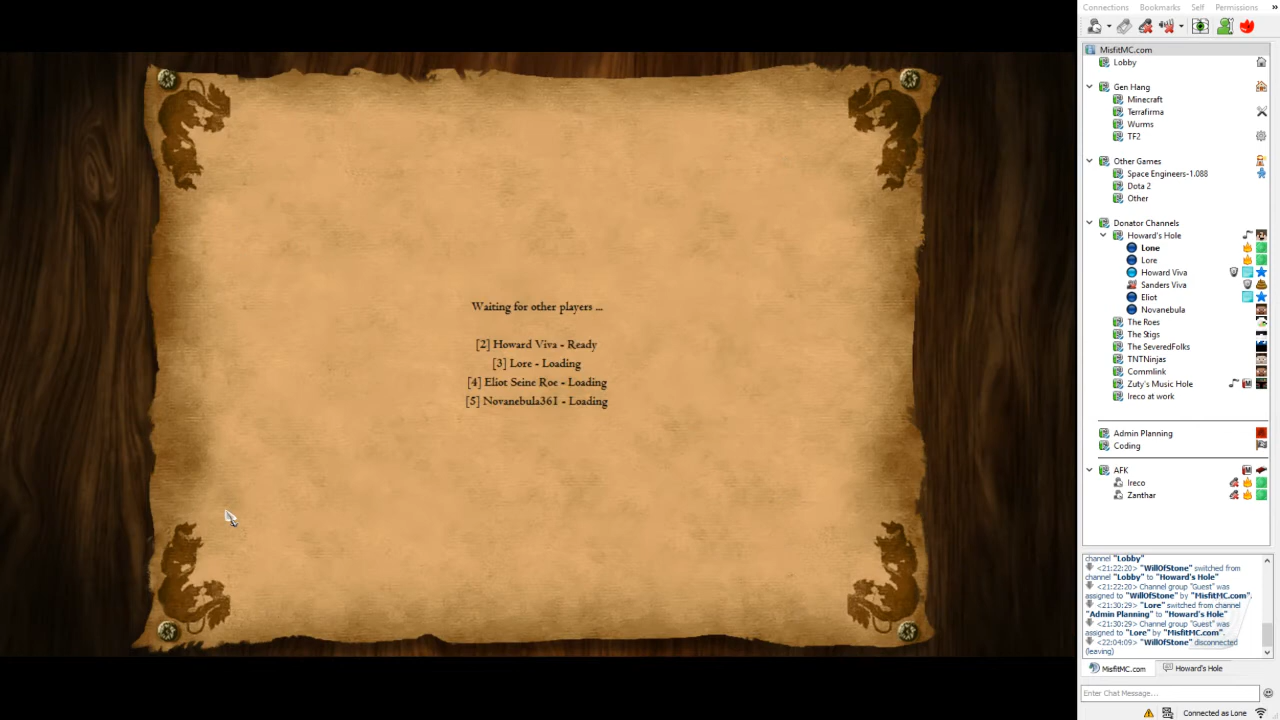 Waiting for other players ...
[2] Howard Viva - Ready
[3] Lore - Loading
[4] Eliot Seine Roe - Loading
[5] Novanebula361 - Loading
Connections Bookmarks Self Permissions »
MisfitMC.com
Lobby
Gen Hang
Minecraft
Terrafirma
Wurms
TF2
Other Games
Space Engineers-1.088
Dota 2
Other
Donator Channels
Howard's Hole
Lone
Lore
Howard Viva
Sanders Viva
Eliot
Novanebula
The Roes
The Stigs
The SeveredFolks
TNTNinjas
Commlink
Zuty's Music Hole
Ireco at work
Admin Planning
Coding
AFK
Ireco
Zanthar
channel "Lobby"
<21:22:20> "WillOfStone" switched from
channel "Lobby" to "Howard's Hole"
<21:22:20> Channel group "Guest" was
assigned to "WillOfStone" by "MisfitMC.com".
<21:30:29> "Lore" switched from channel
"Admin Planning" to "Howard's Hole"
<21:30:29> Channel group "Guest" was
assigned to "Lore" by "MisfitMC.com".
<22:04:09> "WillOfStone" disconnected
(leaving)
MisfitMC.com Howard's Hole
Enter Chat Message...
Connected as Lone